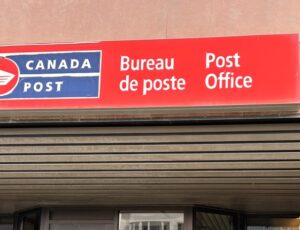 CANADA
POST
Bureau
de poste
Post
Office